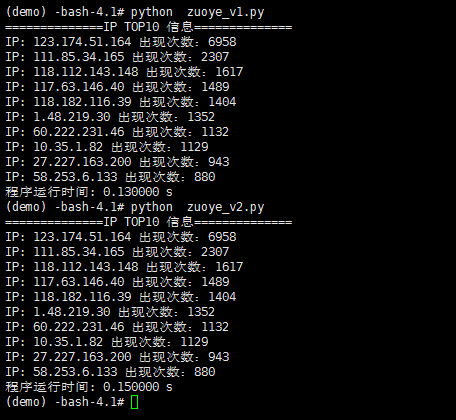 (demo) -bash-4.1# python  zuoye_v1.py
==============IP TOP10 信息==============
IP: 123.174.51.164 出现次数: 6958
IP: 111.85.34.165 出现次数: 2307
IP: 118.112.143.148 出现次数: 1617
IP: 117.63.146.40 出现次数: 1489
IP: 118.182.116.39 出现次数: 1404
IP: 1.48.219.30 出现次数: 1352
IP: 60.222.231.46 出现次数: 1132
IP: 10.35.1.82 出现次数: 1129
IP: 27.227.163.200 出现次数: 943
IP: 58.253.6.133 出现次数: 880
程序运行时间: 0.130000 s
(demo) -bash-4.1# python  zuoye_v2.py
==============IP TOP10 信息==============
IP: 123.174.51.164 出现次数: 6958
IP: 111.85.34.165 出现次数: 2307
IP: 118.112.143.148 出现次数: 1617
IP: 117.63.146.40 出现次数: 1489
IP: 118.182.116.39 出现次数: 1404
IP: 1.48.219.30 出现次数: 1352
IP: 60.222.231.46 出现次数: 1132
IP: 10.35.1.82 出现次数: 1129
IP: 27.227.163.200 出现次数: 943
IP: 58.253.6.133 出现次数: 880
程序运行时间: 0.150000 s
(demo) -bash-4.1#